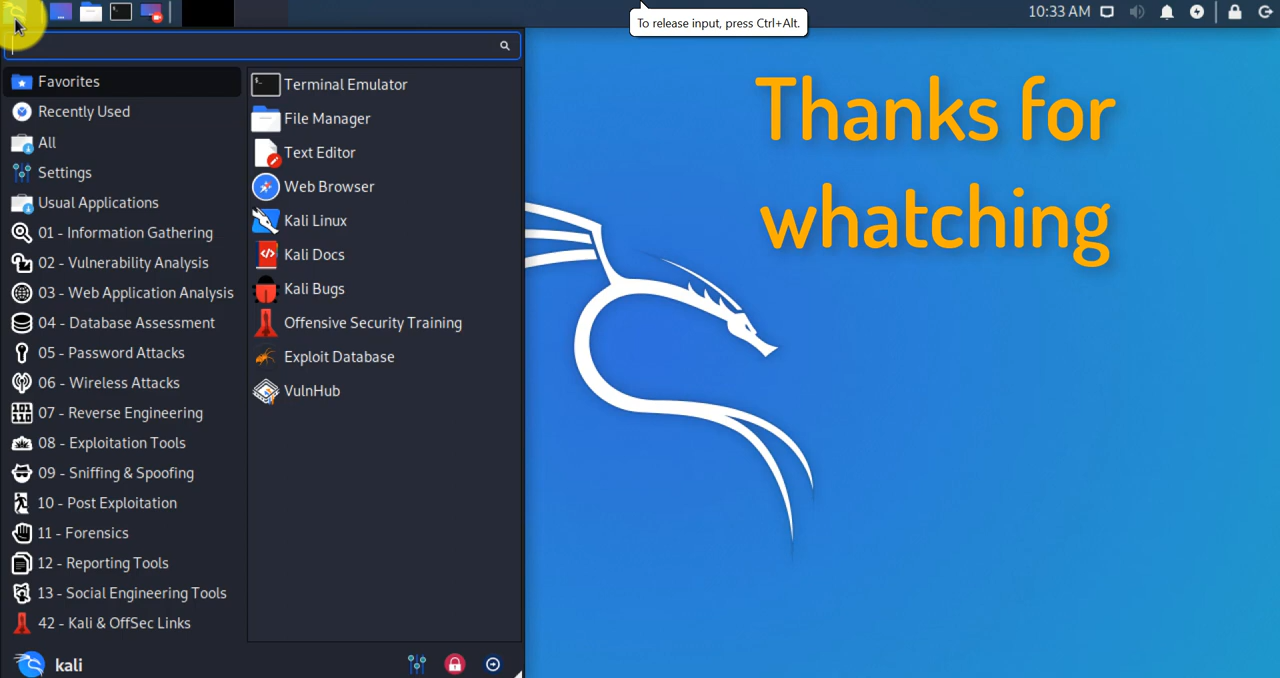 To release input, press Ctrl+Alt.
10:33 AM
Favorites
Recently Used
All
Settings
Usual Applications
01 - Information Gathering
02 - Vulnerability Analysis
03 - Web Application Analysis
04 - Database Assessment
05 - Password Attacks
06 - Wireless Attacks
07 - Reverse Engineering
08 - Exploitation Tools
09 - Sniffing & Spoofing
10 - Post Exploitation
11 - Forensics
12 - Reporting Tools
13 - Social Engineering Tools
42 - Kali & OffSec Links
Terminal Emulator
File Manager
Text Editor
Web Browser
Kali Linux
Kali Docs
Kali Bugs
Offensive Security Training
Exploit Database
VulnHub
kali
Thanks for
whatching